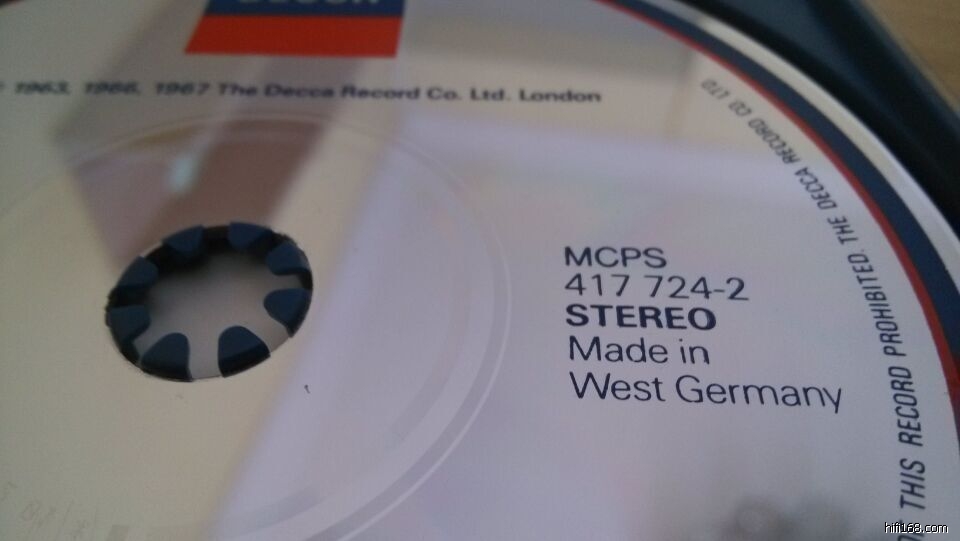 DECCA
1963, 1966, 1967 The Decca Record Co. Ltd. London
MCPS
417 724-2
STEREO
Made in
West Germany
THIS RECORD PROHIBITED. THE DECCA RECORD CO. LTD
hifi168.com